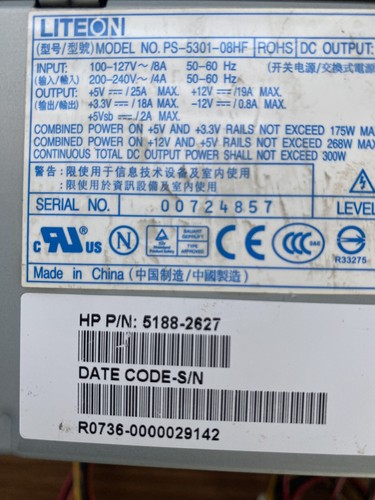 LITEON
(型号/型號)MODEL NO. PS-5301-08HF ROHS DC OUTPUT:
INPUT: 100-127V～/8A 50-60 Hz (开关电源/交換式電
(输入/輸入) 200-240V～/4A 50-60 Hz
OUTPUT: +5V ⎓/25A MAX. +12V ⎓/19A MAX.
(输出/輸出) +3.3V ⎓/18A MAX. −12V ⎓/0.8A MAX.
+5Vsb ⎓/2A MAX.
COMBINED POWER ON +5V AND +3.3V RAILS NOT EXCEED 175W MA
COMBINED POWER ON +12V AND +5V RAILS NOT EXCEED 268W MAX
CONTINUOUS TOTAL DC OUTPUT POWER SHALL NOT EXCEED 300W
警告:限使用于信息技术设备及室内使用
限使用於資訊設備及室內使用
SERIAL NO. 00724857 LEVEL
c UL US N CE CCC
R33275
Made in China (中国制造/中國製造)
HP P/N: 5188-2627
DATE CODE-S/N
R0736-0000029142